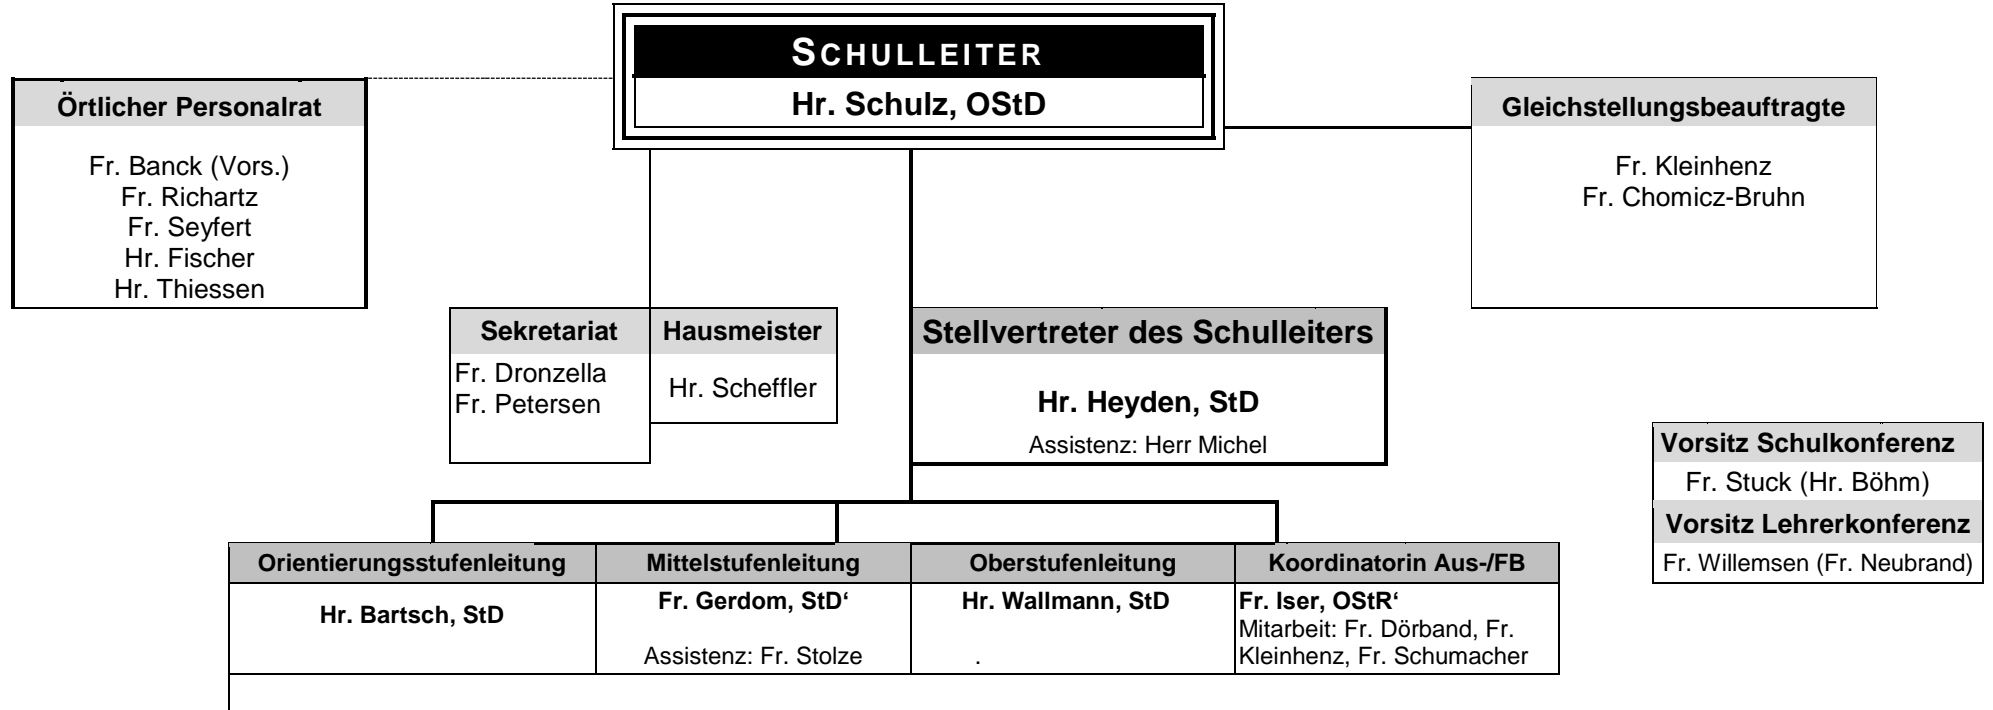 SCHULLEITER
Hr. Schulz, OStD
Örtlicher Personalrat
Fr. Banck (Vors.)
Fr. Richartz
Fr. Seyfert
Hr. Fischer
Hr. Thiessen
Gleichstellungsbeauftragte
Fr. Kleinhenz
Fr. Chomicz-Bruhn
Sekretariat
Fr. Dronzella
Fr. Petersen
Hausmeister
Hr. Scheffler
Stellvertreter des Schulleiters
Hr. Heyden, StD
Assistenz: Herr Michel
Vorsitz Schulkonferenz
Fr. Stuck (Hr. Böhm)
Vorsitz Lehrerkonferenz
Fr. Willemsen (Fr. Neubrand)
Orientierungsstufenleitung
Hr. Bartsch, StD
Mittelstufenleitung
Fr. Gerdom, StD‘
Assistenz: Fr. Stolze
Oberstufenleitung
Hr. Wallmann, StD
.
Koordinatorin Aus-/FB
Fr. Iser, OStR‘
Mitarbeit: Fr. Dörband, Fr.
Kleinhenz, Fr. Schumacher